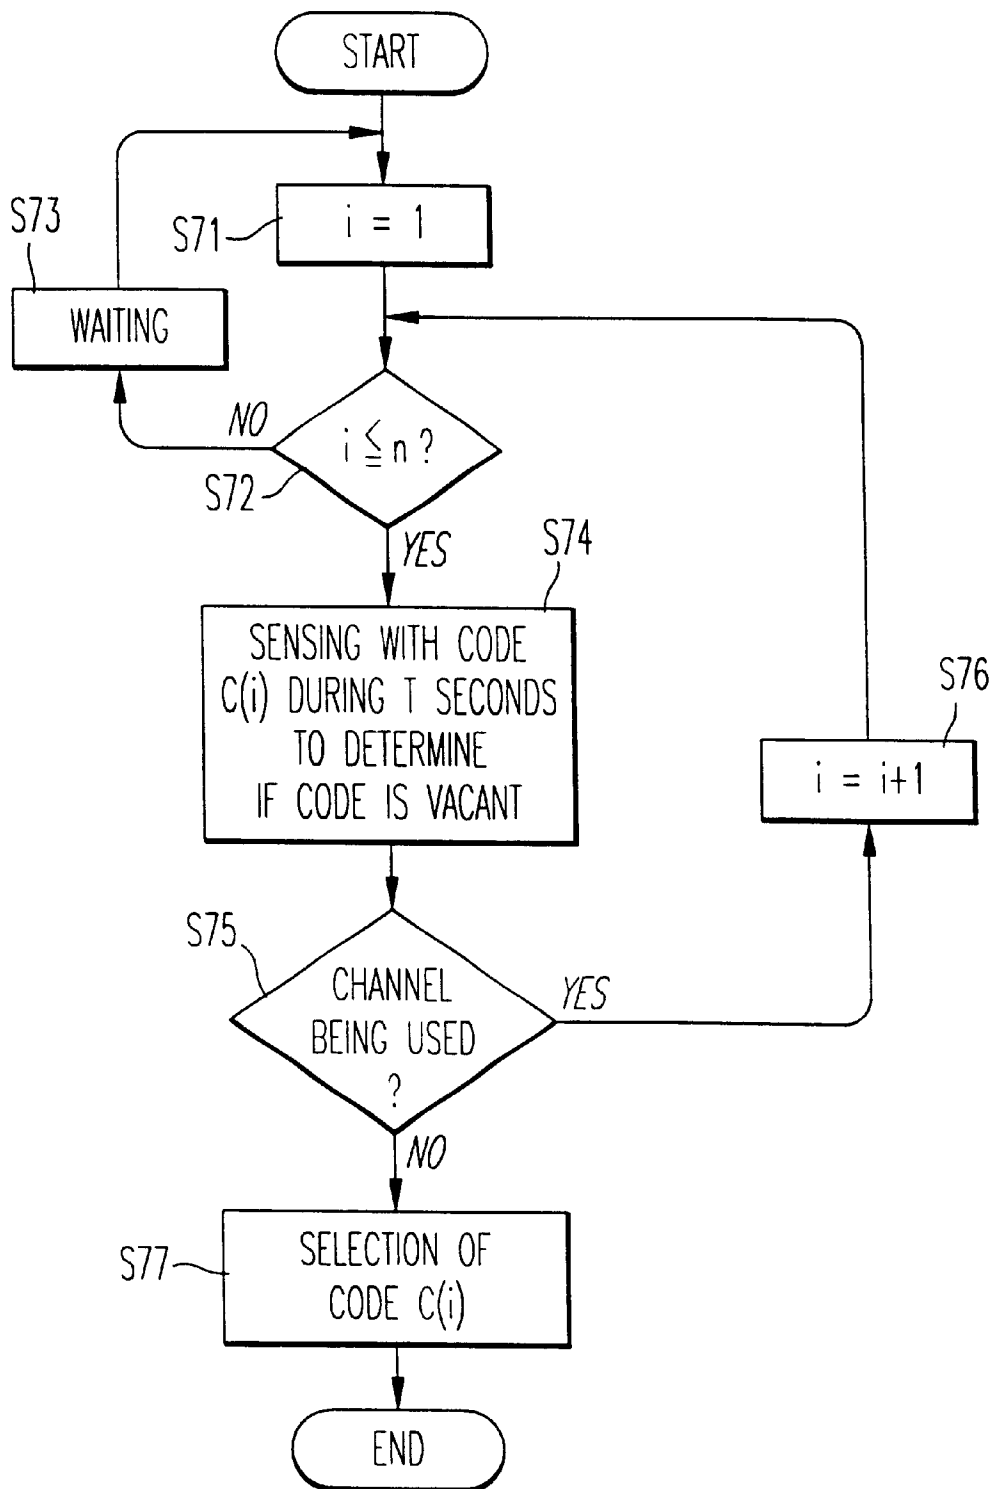 START
S73
S71
i = 1
WAITING
NO
i ≦ n ?
S72
YES
S74
SENSING WITH CODE
C(i) DURING T SECONDS
TO DETERMINE
IF CODE IS VACANT
S76
i = i+1
S75
CHANNEL
BEING USED
?
YES
NO
S77
SELECTION OF
CODE C(i)
END